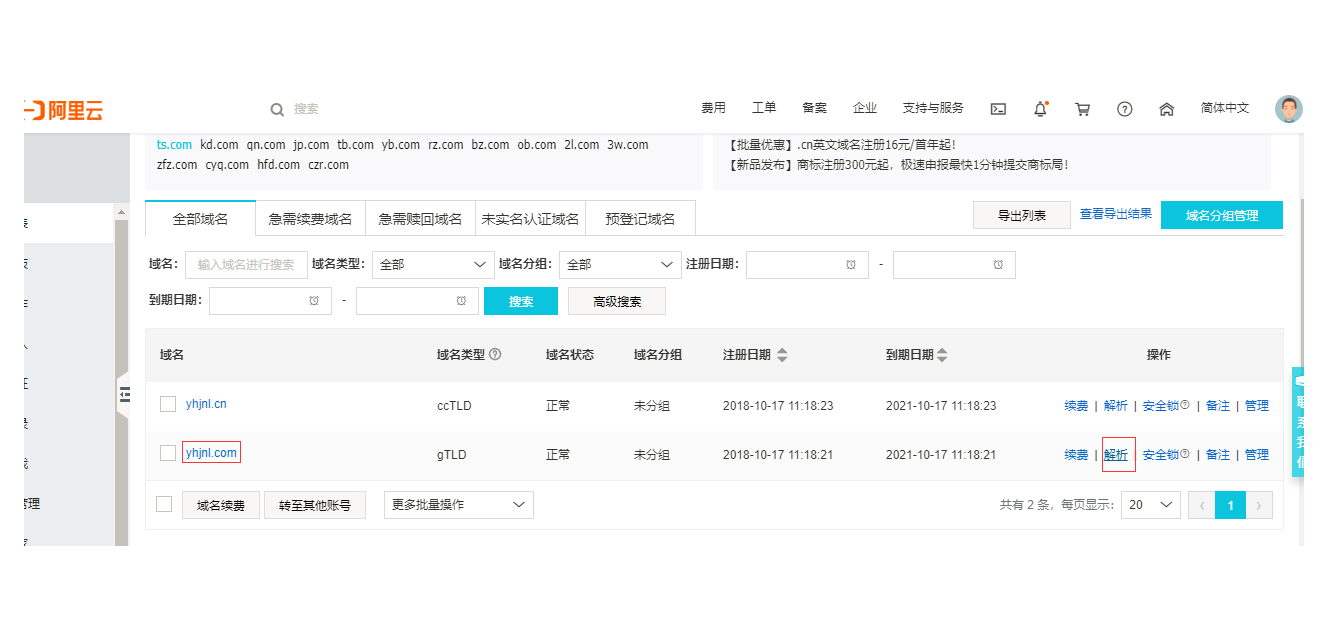 阿里云
搜索
费用 工单 备案 企业 支持与服务 简体中文
ts.com kd.com qn.com jp.com tb.com yb.com rz.com bz.com ob.com 2l.com 3w.com
zfz.com cyq.com hfd.com czr.com
【批量优惠】.cn英文域名注册16元/首年起!
【新品发布】商标注册300元起，极速申报最快1分钟提交商标局!
全部域名 急需续费域名 急需赎回域名 未实名认证域名 预登记域名
导出列表 查看导出结果 域名分组管理
域名: 输入域名进行搜索 域名类型: 全部 域名分组: 全部 注册日期: -
到期日期: - 搜索 高级搜索
域名 域名类型 域名状态 域名分组 注册日期 到期日期 操作
yhjnl.cn ccTLD 正常 未分组 2018-10-17 11:18:23 2021-10-17 11:18:23 续费 | 解析 | 安全锁 | 备注 | 管理
yhjnl.com gTLD 正常 未分组 2018-10-17 11:18:21 2021-10-17 11:18:21 续费 | 解析 | 安全锁 | 备注 | 管理
域名续费 转至其他账号 更多批量操作 共有 2 条，每页显示: 20 ‹ 1 ›
管理